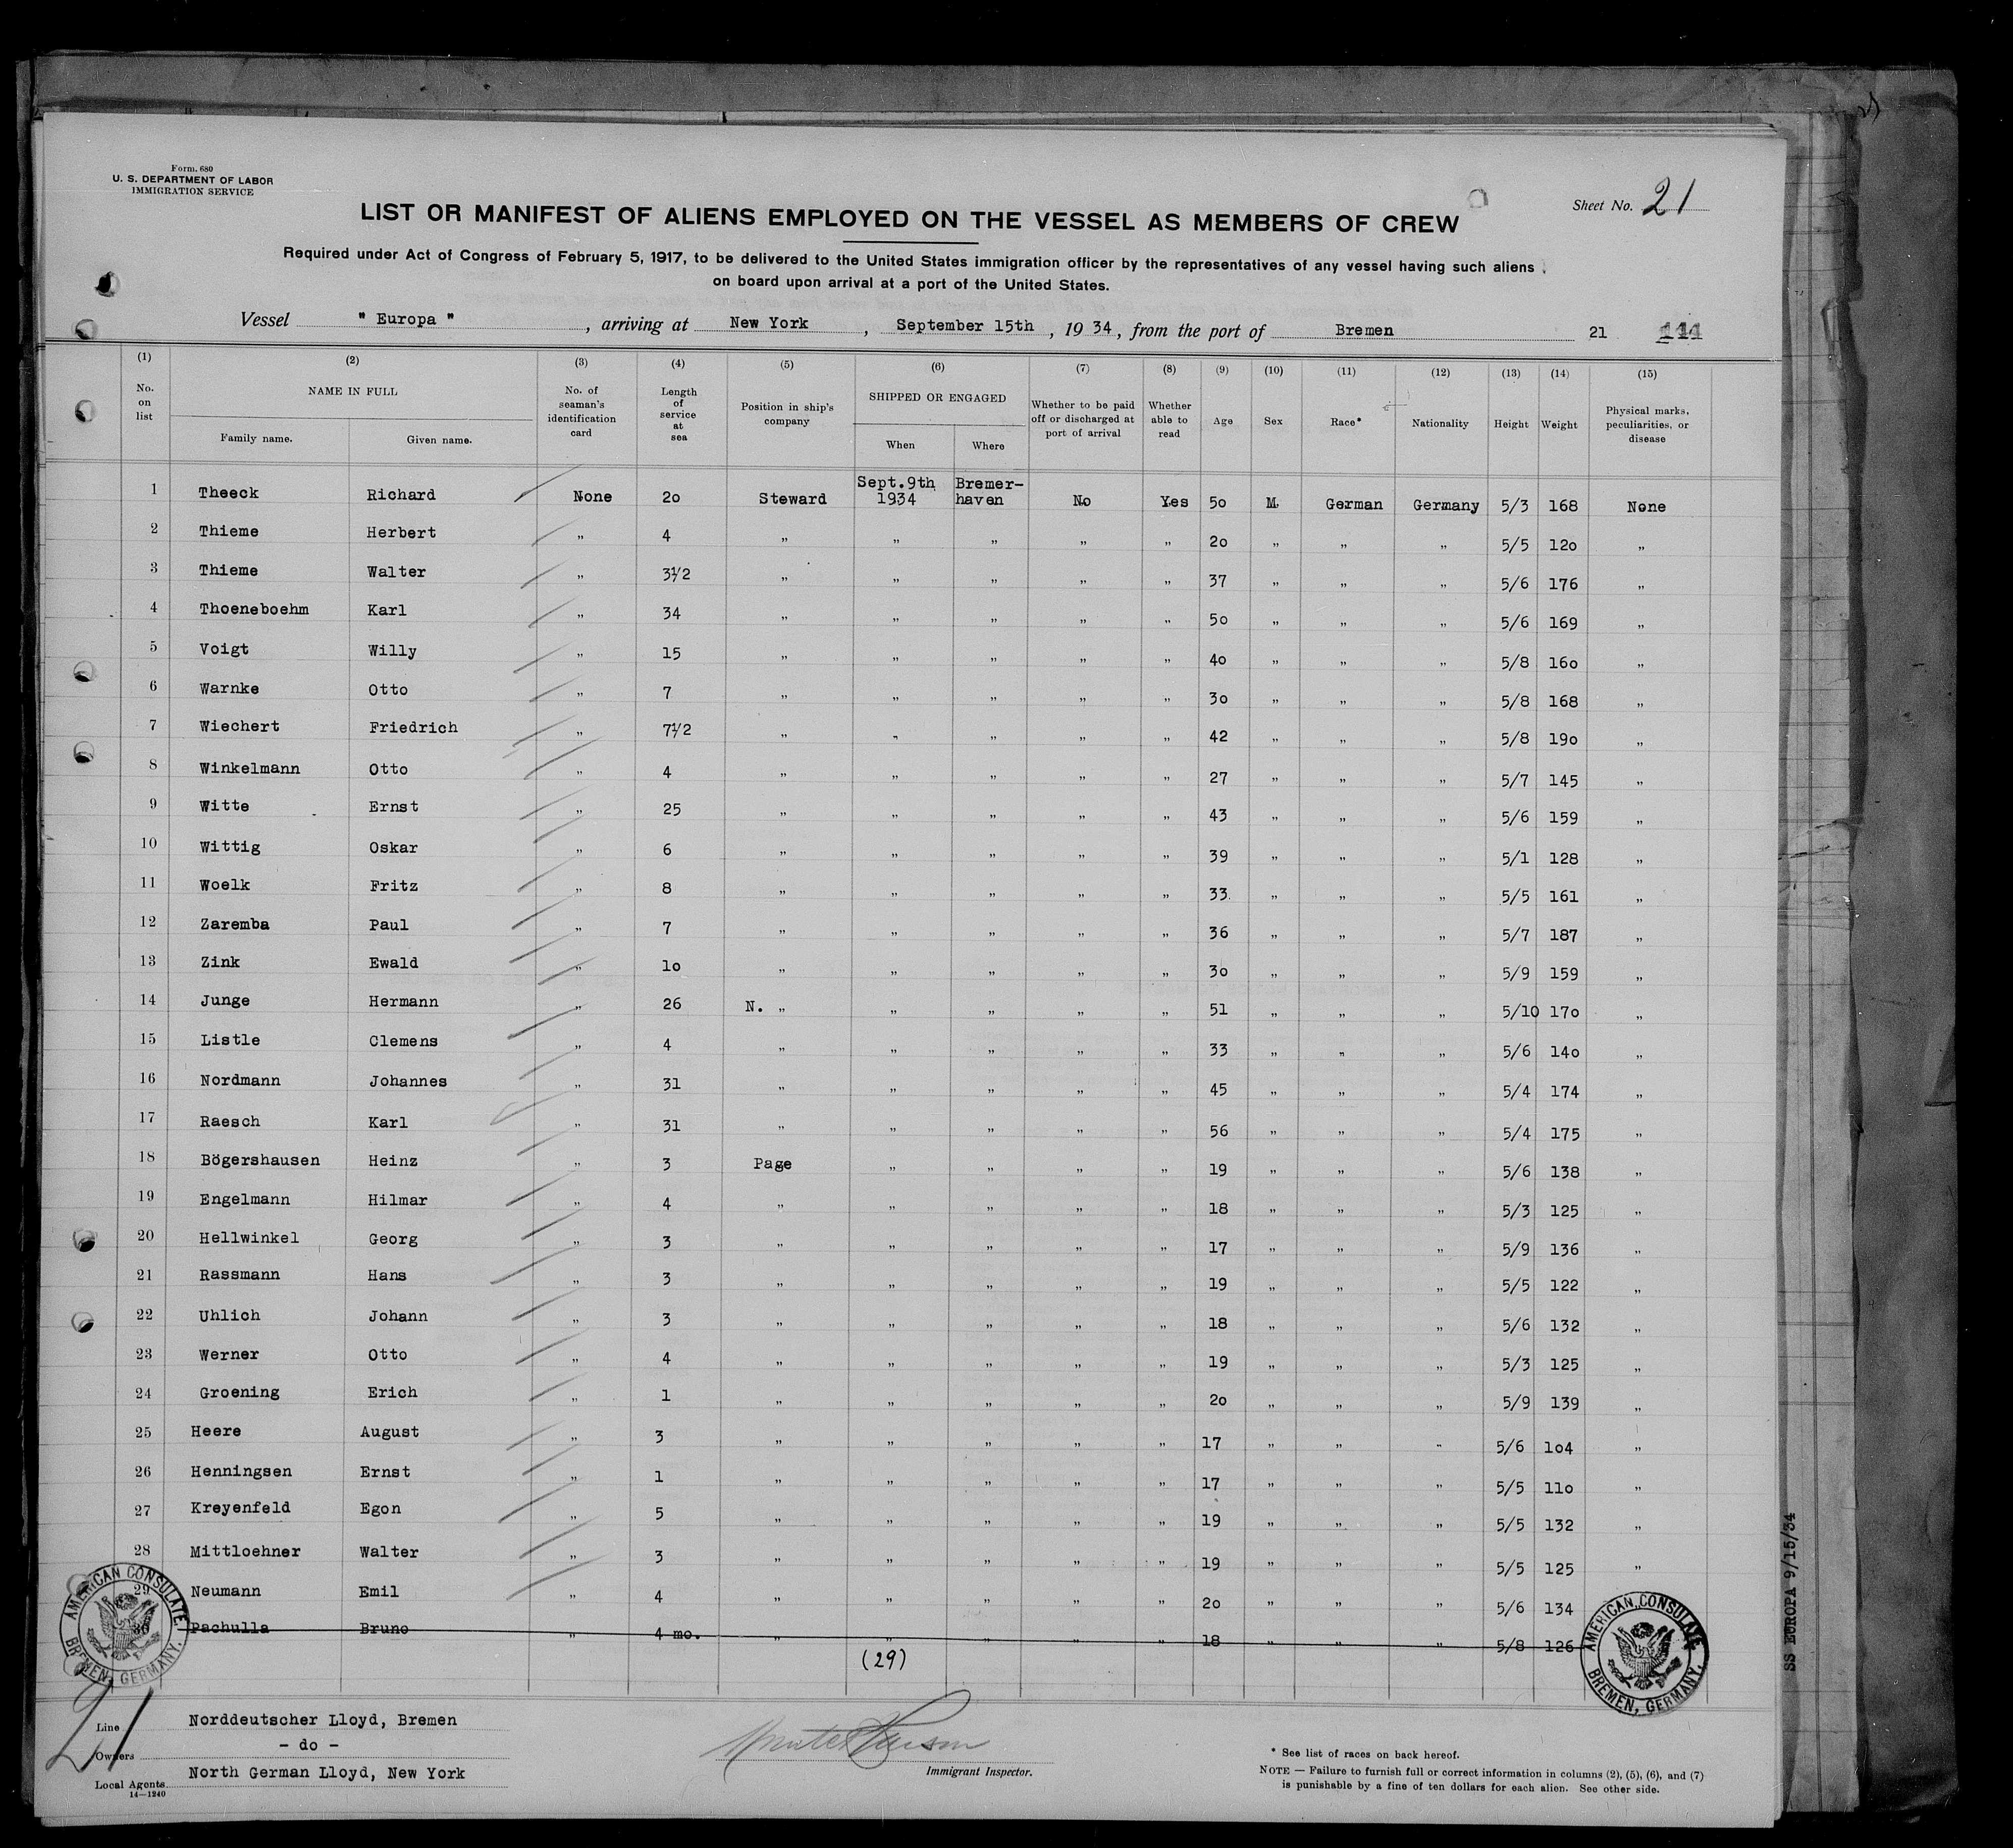 Form. 680
U. S. DEPARTMENT OF LABOR
IMMIGRATION SERVICE
Sheet No. 21
LIST OR MANIFEST OF ALIENS EMPLOYED ON THE VESSEL AS MEMBERS OF CREW
Required under Act of Congress of February 5, 1917, to be delivered to the United States immigration officer by the representatives of any vessel having such aliens
on board upon arrival at a port of the United States.
Vessel " Europa " , arriving at New York , September 15th , 19 34 , from the port of Bremen 21 111
(1) (2) (3) (4) (5) (6) (7) (8) (9) (10) (11) (12) (13) (14) (15)
No. on list NAME IN FULL Family name. Given name. No. of seaman's identification card Length of service at sea Position in ship's company SHIPPED OR ENGAGED When Where Whether to be paid off or discharged at port of arrival Whether able to read Age Sex Race* Nationality Height Weight Physical marks, peculiarities, or disease
1 Theeck Richard None 2o Steward Sept.9th 1934 Bremer-haven No Yes 5o M. German Germany 5/3 168 None
2 Thieme Herbert " 4 " " " " " 2o " " " 5/5 12o "
3 Thieme Walter " 3½ " " " " " 37 " " " 5/6 176 "
4 Thoeneboehm Karl " 34 " " " " " 5o " " " 5/6 169 "
5 Voigt Willy " 15 " " " " " 4o " " " 5/8 16o "
6 Warnke Otto " 7 " " " " " 3o " " " 5/8 168 "
7 Wiechert Friedrich " 7½ " " " " " 42 " " " 5/8 19o "
8 Winkelmann Otto " 4 " " " " " 27 " " " 5/7 145 "
9 Witte Ernst " 25 " " " " " 43 " " " 5/6 159 "
10 Wittig Oskar " 6 " " " " " 39 " " " 5/1 128 "
11 Woelk Fritz " 8 " " " " " 33 " " " 5/5 161 "
12 Zaremba Paul " 7 " " " " " 36 " " " 5/7 187 "
13 Zink Ewald " 1o " " " " " 3o " " " 5/9 159 "
14 Junge Hermann " 26 N. " " " " " 51 " " " 5/10 17o "
15 Listle Clemens " 4 " " " " " 33 " " " 5/6 14o "
16 Nordmann Johannes " 31 " " " " " 45 " " " 5/4 174 "
17 Raesch Karl " 31 " " " " " 56 " " " 5/4 175 "
18 Bögershausen Heinz " 3 Page " " " " 19 " " " 5/6 138 "
19 Engelmann Hilmar " 4 " " " " " 18 " " " 5/3 125 "
20 Hellwinkel Georg " 3 " " " " " 17 " " " 5/9 136 "
21 Rassmann Hans " 3 " " " " " 19 " " " 5/5 122 "
22 Uhlich Johann " 3 " " " " " 18 " " " 5/6 132 "
23 Werner Otto " 4 " " " " " 19 " " " 5/3 125 "
24 Groening Erich " 1 " " " " " 2o " " " 5/9 139 "
25 Heere August " 3 " " " " " 17 " " " 5/6 1o4 "
26 Henningsen Ernst " 1 " " " " " 17 " " " 5/5 11o "
27 Kreyenfeld Egon " 5 " " " " " 19 " " " 5/5 132 "
28 Mittloehner Walter " 3 " " " " " 19 " " " 5/5 125 "
29 Neumann Emil " 4 " " " " " 2o " " " 5/6 134
30 Pachulla Bruno " 4 mo. " " " " " 18 " " " 5/8 126
(29)
AMERICAN CONSULATE, BREMEN, GERMANY.
AMERICAN CONSULATE, BREMEN, GERMANY.
SS EUROPA 9/15/34
21
Line Norddeutscher Lloyd, Bremen
Owners - do -
Local Agents North German Lloyd, New York
14—1240
Immigrant Inspector.
* See list of races on back hereof.
NOTE — Failure to furnish full or correct information in columns (2), (5), (6), and (7)
is punishable by a fine of ten dollars for each alien. See other side.